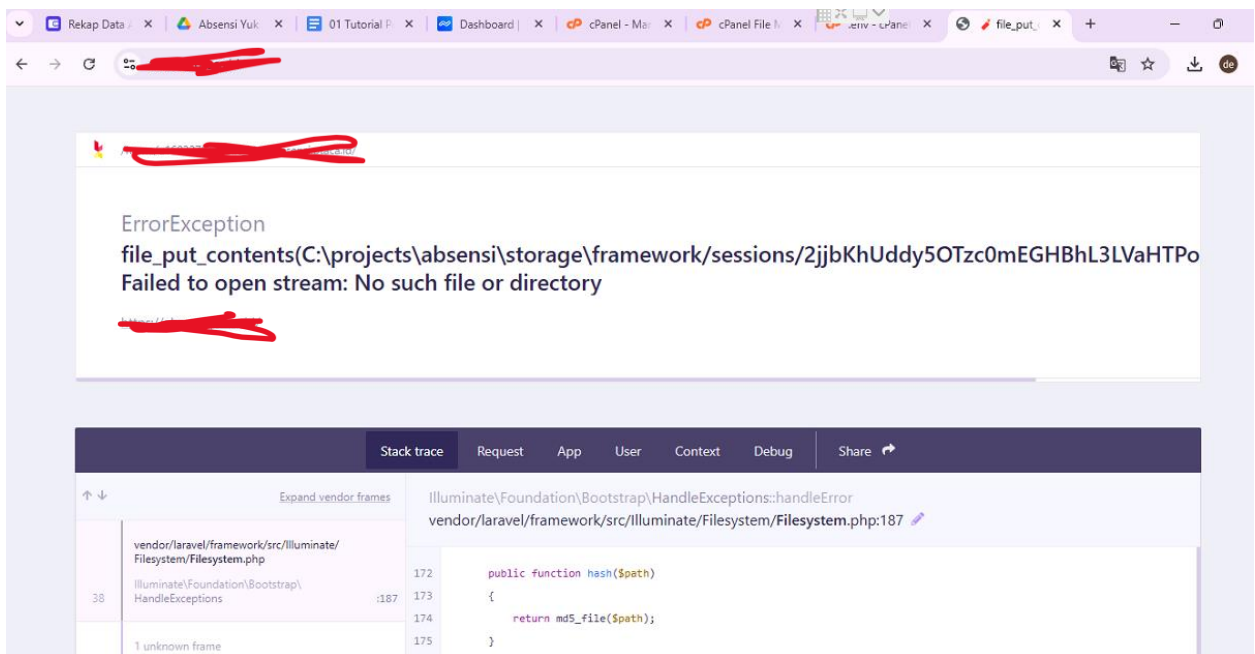 Rekap Data A
Absensi Yuk
01 Tutorial P
Dashboard |
cPanel - Mar
cPanel File M
.env - cPanel
file_put_
de
ErrorException
file_put_contents(C:\projects\absensi\storage\framework/sessions/2jjbKhUddy5OTzc0mEGHBhL3LVaHTPo
Failed to open stream: No such file or directory
Stack trace Request App User Context Debug Share
Expand vendor frames
Illuminate\Foundation\Bootstrap\HandleExceptions::handleError
vendor/laravel/framework/src/Illuminate/Filesystem/Filesystem.php:187
vendor/laravel/framework/src/Illuminate/
Filesystem/Filesystem.php
Illuminate\Foundation\Bootstrap\
38 HandleExceptions :187
1 unknown frame
172 public function hash($path)
173 {
174 return md5_file($path);
175 }